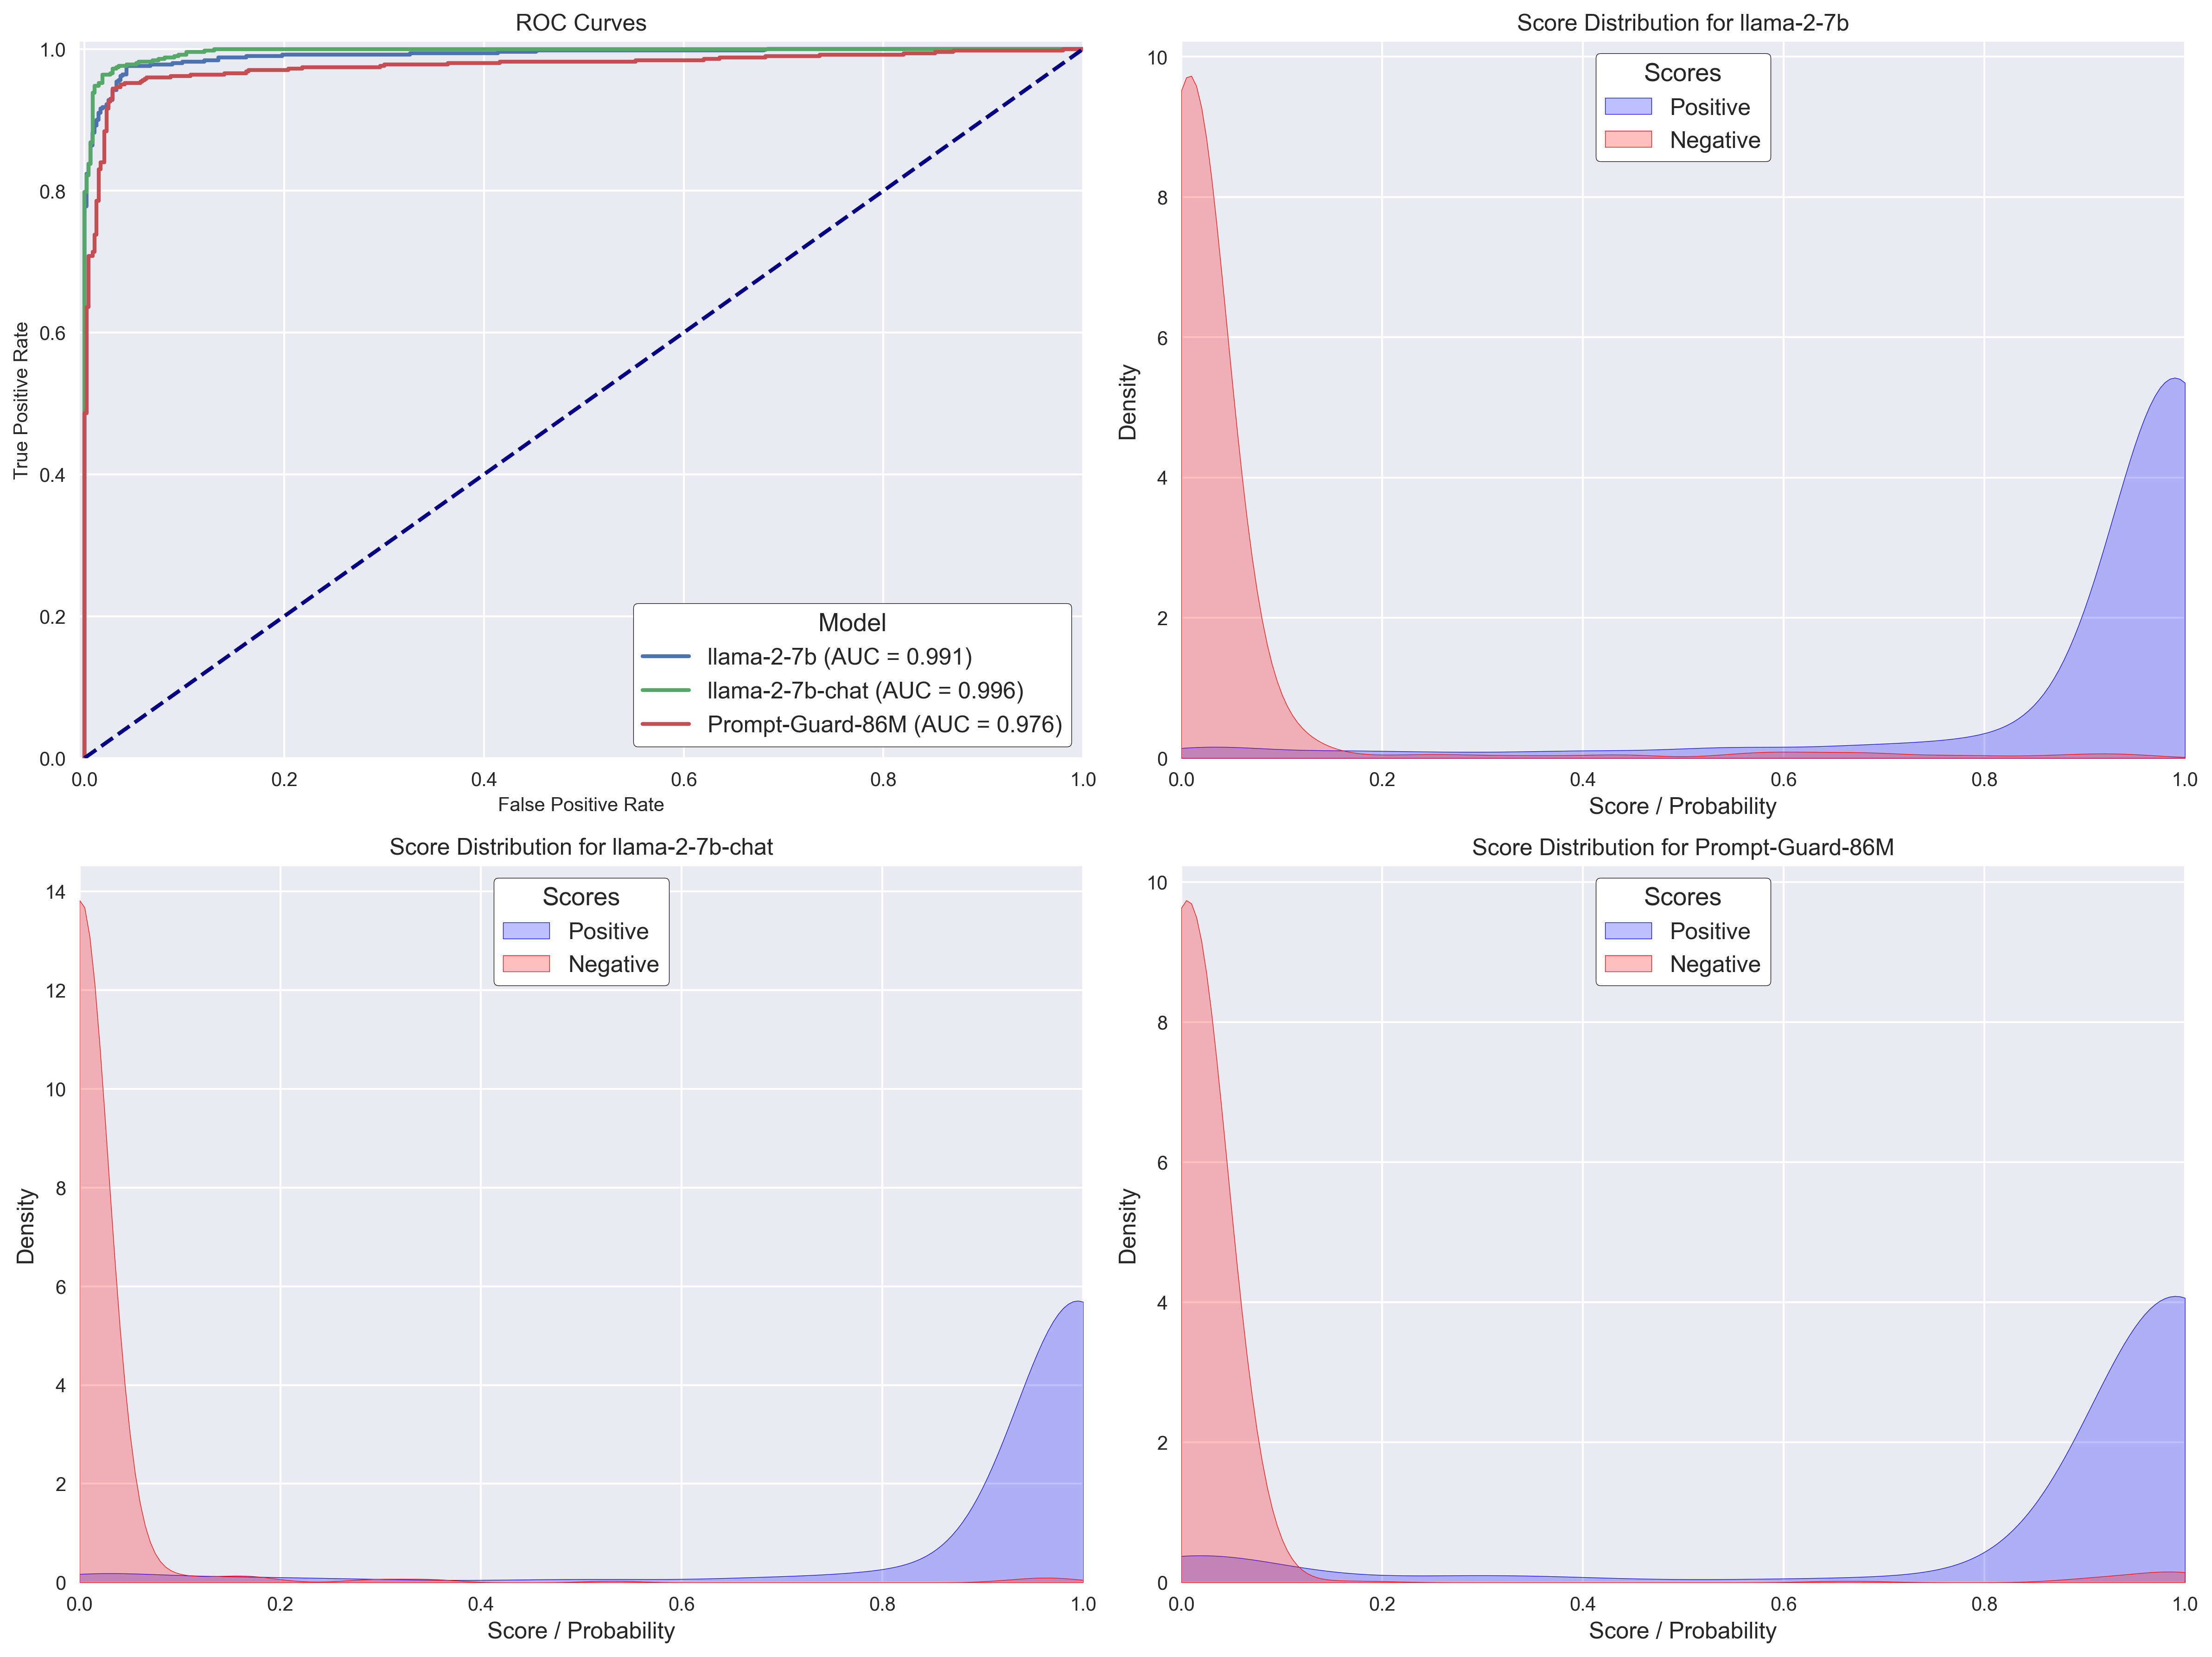 ROC Curves
1.0
0.8
0.6
0.4
0.2
0.0
True Positive Rate
Model
llama-2-7b (AUC = 0.991)
llama-2-7b-chat (AUC = 0.996)
Prompt-Guard-86M (AUC = 0.976)
0.0 0.2 0.4 0.6 0.8 1.0
False Positive Rate
Score Distribution for llama-2-7b
10
8
6
4
2
0
Density
Scores
Positive
Negative
0.0 0.2 0.4 0.6 0.8 1.0
Score / Probability
Score Distribution for llama-2-7b-chat
14
12
10
8
6
4
2
0
Density
Scores
Positive
Negative
0.0 0.2 0.4 0.6 0.8 1.0
Score / Probability
Score Distribution for Prompt-Guard-86M
10
8
6
4
2
0
Density
Scores
Positive
Negative
0.0 0.2 0.4 0.6 0.8 1.0
Score / Probability